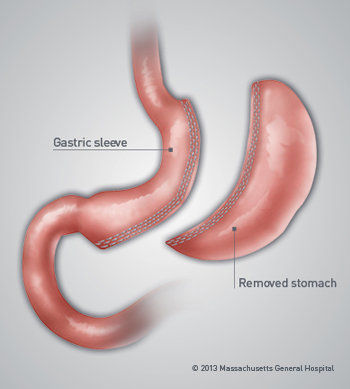 Gastric sleeve
Removed stomach
© 2013 Massachusetts General Hospital